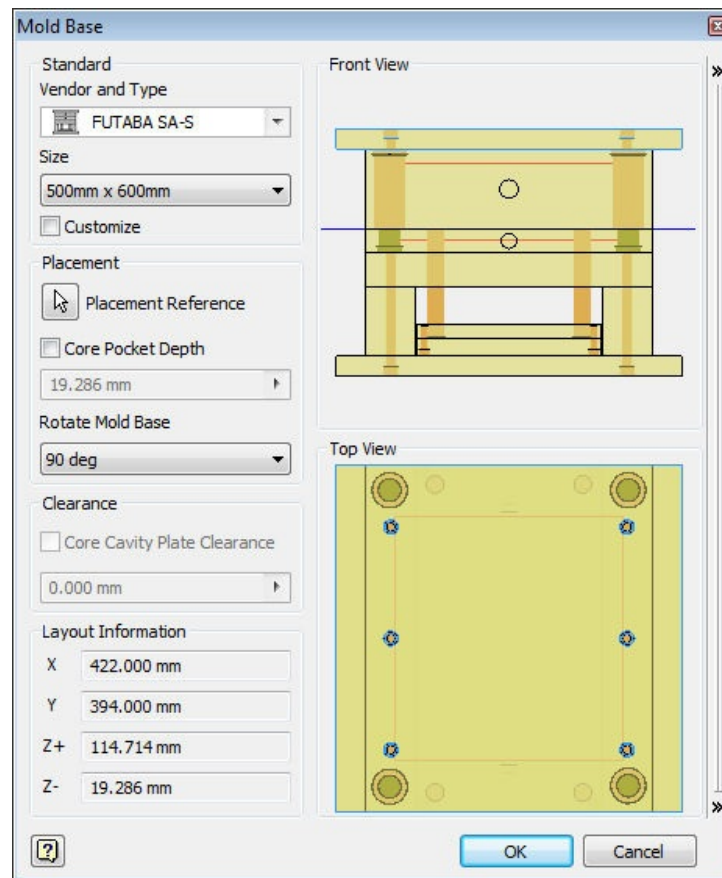 Mold Base
Standard
Vendor and Type
FUTABA SA-S
Size
500mm x 600mm
Customize
Placement
Placement Reference
Core Pocket Depth
19.286 mm
Rotate Mold Base
90 deg
Clearance
Core Cavity Plate Clearance
0.000 mm
Layout Information
X 422.000 mm
Y 394.000 mm
Z+ 114.714 mm
Z- 19.286 mm
Front View
Top View
OK Cancel